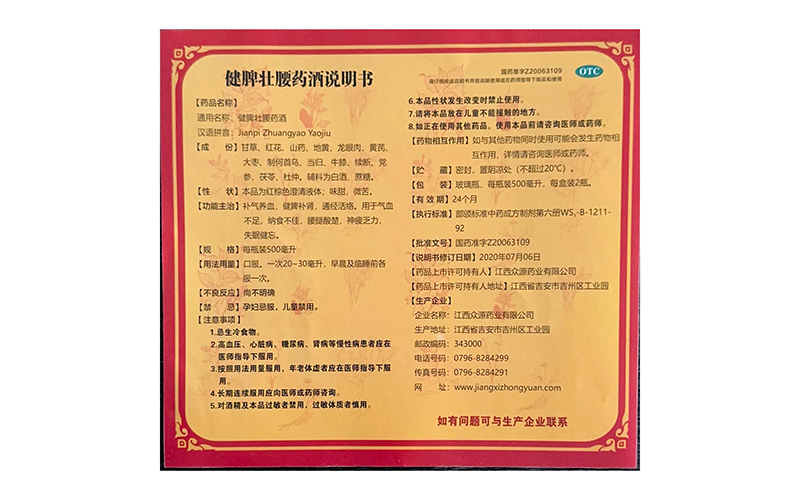 健脾壮腰药酒说明书
国药准字Z20063109
OTC
请仔细阅读说明书并按说明使用或在药师指导下购买和使用
【药品名称】
通用名称：健脾壮腰药酒
汉语拼音：Jianpi Zhuangyao Yaojiu
【成 份】甘草、红花、山药、地黄、龙眼肉、黄芪、
大枣、制何首乌、当归、牛膝、续断、党
参、茯苓、杜仲。辅料为白酒、蔗糖。
【性 状】本品为红棕色澄清液体；味甜，微苦。
【功能主治】补气养血，健脾补肾，通经活络。用于气血
不足，纳食不佳，腰腿酸楚，神疲乏力，
失眠健忘。
【规 格】每瓶装500毫升
【用法用量】口服。一次20~30毫升，早晨及临睡前各
服一次。
【不良反应】尚不明确
【禁 忌】孕妇忌服，儿童禁用。
【注意事项】
1.忌生冷食物。
2.高血压、心脏病、糖尿病、肾病等慢性病患者应在
医师指导下服用。
3.按照用法用量服用，年老体虚者应在医师指导下服
用。
4.长期连续服用应向医师或药师咨询。
5.对酒精及本品过敏者禁用，过敏体质者慎用。
6.本品性状发生改变时禁止使用。
7.请将本品放在儿童不能接触的地方。
8.如正在使用其他药品，使用本品前请咨询医师或药师。
【药物相互作用】如与其他药物同时使用可能会发生药物相
互作用，详情请咨询医师或药师。
【贮 藏】密封，置阴凉处（不超过20℃）。
【包 装】玻璃瓶，每瓶装500毫升，每盒装2瓶。
【有 效 期】24个月
【执行标准】部颁标准中药成方制剂第六册WS₃-B-1211-
92
【批准文号】国药准字Z20063109
【说明书修订日期】2020年07月06日
【药品上市许可持有人】江西众源药业有限公司
【药品上市许可持有人地址】江西省吉安市吉州区工业园
【生产企业】
企业名称：江西众源药业有限公司
生产地址：江西省吉安市吉州区工业园
邮政编码：343000
电话号码：0796-8284299
传真号码：0796-8284291
网 址：www.jiangxizhongyuan.com
如有问题可与生产企业联系